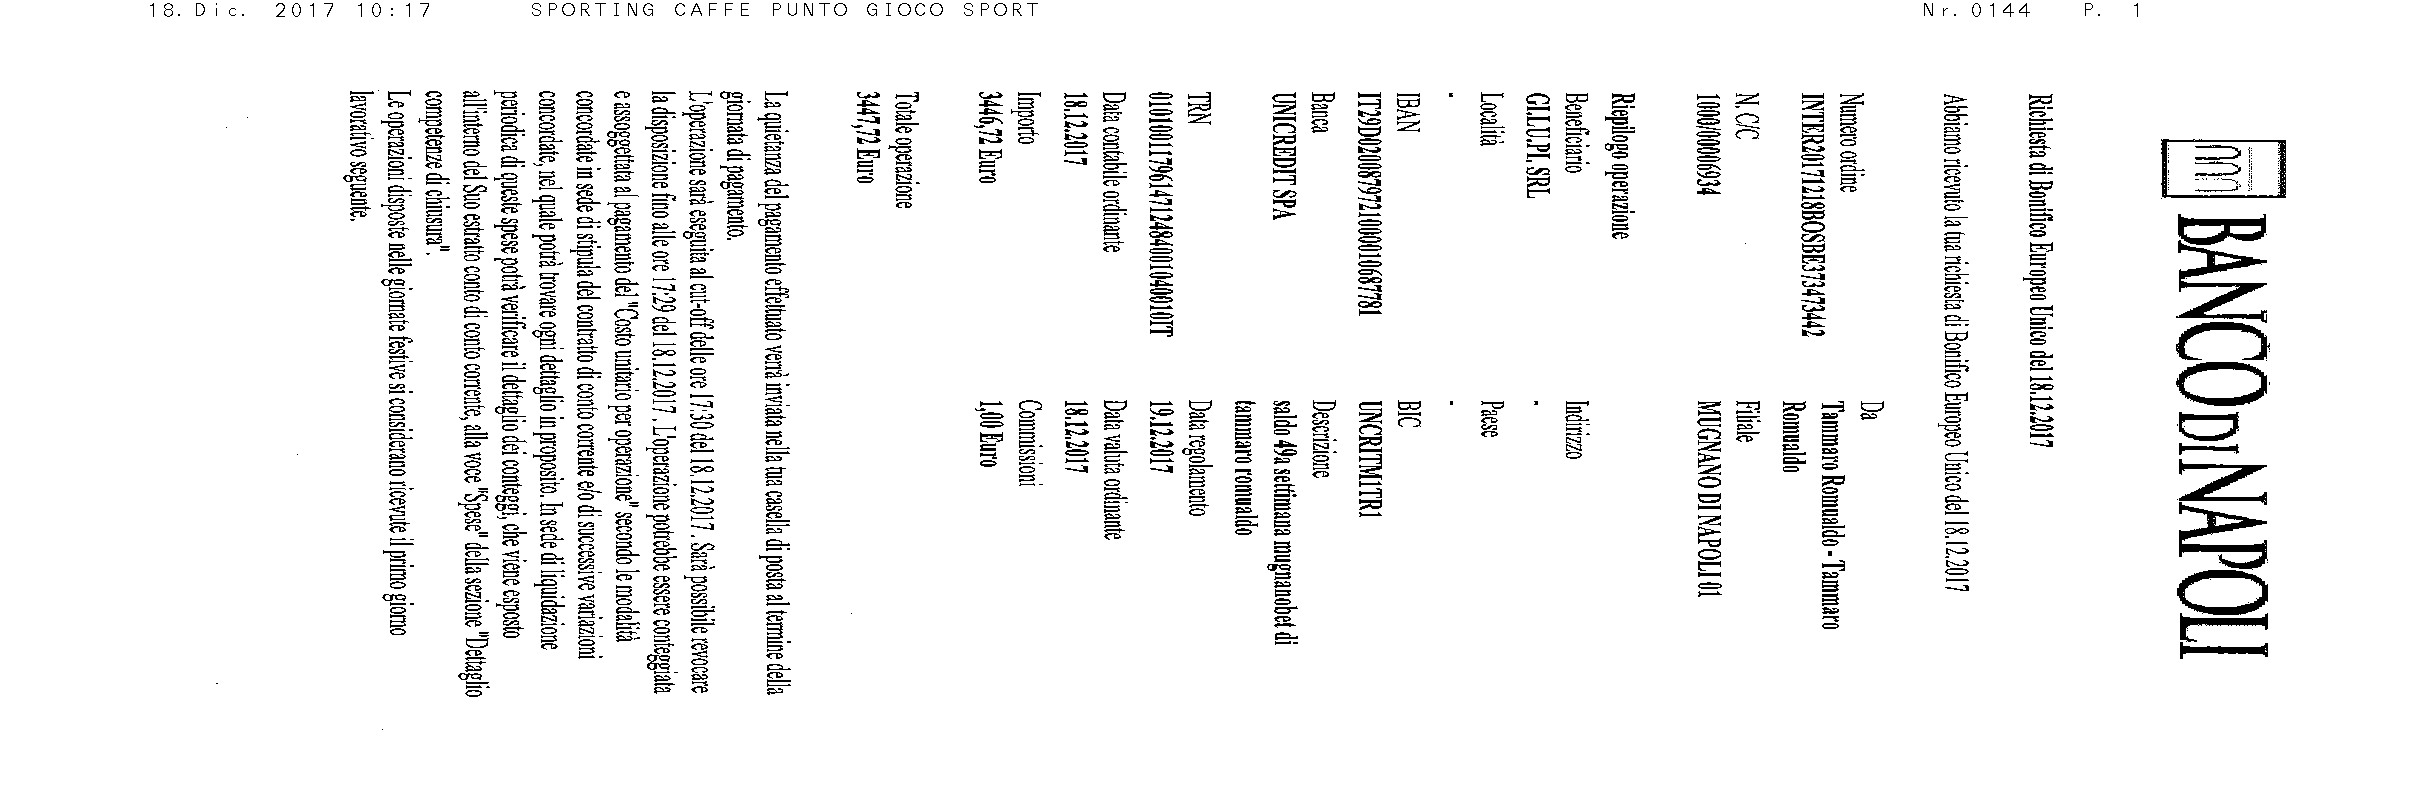 18. Dic. 2017 10:17 SPORTING CAFFE PUNTO GIOCO SPORT Nr. 0144 P. 1
BANCO DI NAPOLI
Richiesta di Bonifico Europeo Unico del 18.12.2017
Abbiamo ricevuto la tua richiesta di Bonifico Europeo Unico del 18.12.2017
Numero ordine Da
INTER20171218BOSBE373473442 Tammaro Romualdo - Tammaro
Romualdo
N. C/C Filiale
1000/00006934 MUGNANO DI NAPOLI 01
Riepilogo operazione
Beneficiario Indirizzo
GI.LU.PI. SRL -
Località Paese
- -
IBAN BIC
IT29D0200879721000010687781 UNCRITM1TR1
Banca Descrizione
UNICREDIT SPA saldo 49a settimana mugnanobet di
tammaro romualdo
TRN Data regolamento
0101001179614712484001040010IT 19.12.2017
Data contabile ordinante Data valuta ordinante
18.12.2017 18.12.2017
Importo Commissioni
3446,72 Euro 1,00 Euro
Totale operazione
3447,72 Euro
La quietanza del pagamento effettuato verrà inviata nella tua casella di posta al termine della
giornata di pagamento.
L'operazione sarà eseguita al cut-off delle ore 17:30 del 18.12.2017 . Sarà possibile revocare
la disposizione fino alle ore 17:29 del 18.12.2017. L'operazione potrebbe essere conteggiata
e assoggettata al pagamento del "Costo unitario per operazione" secondo le modalità
concordate in sede di stipula del contratto di conto corrente e/o di successive variazioni
concordate, nel quale potrà trovare ogni dettaglio in proposito. In sede di liquidazione
periodica di queste spese potrà verificare il dettaglio dei conteggi, che viene esposto
all'interno del Suo estratto conto di conto corrente, alla voce "Spese" della sezione "Dettaglio
competenze di chiusura".
Le operazioni disposte nelle giornate festive si considerano ricevute il primo giorno
lavorativo seguente.